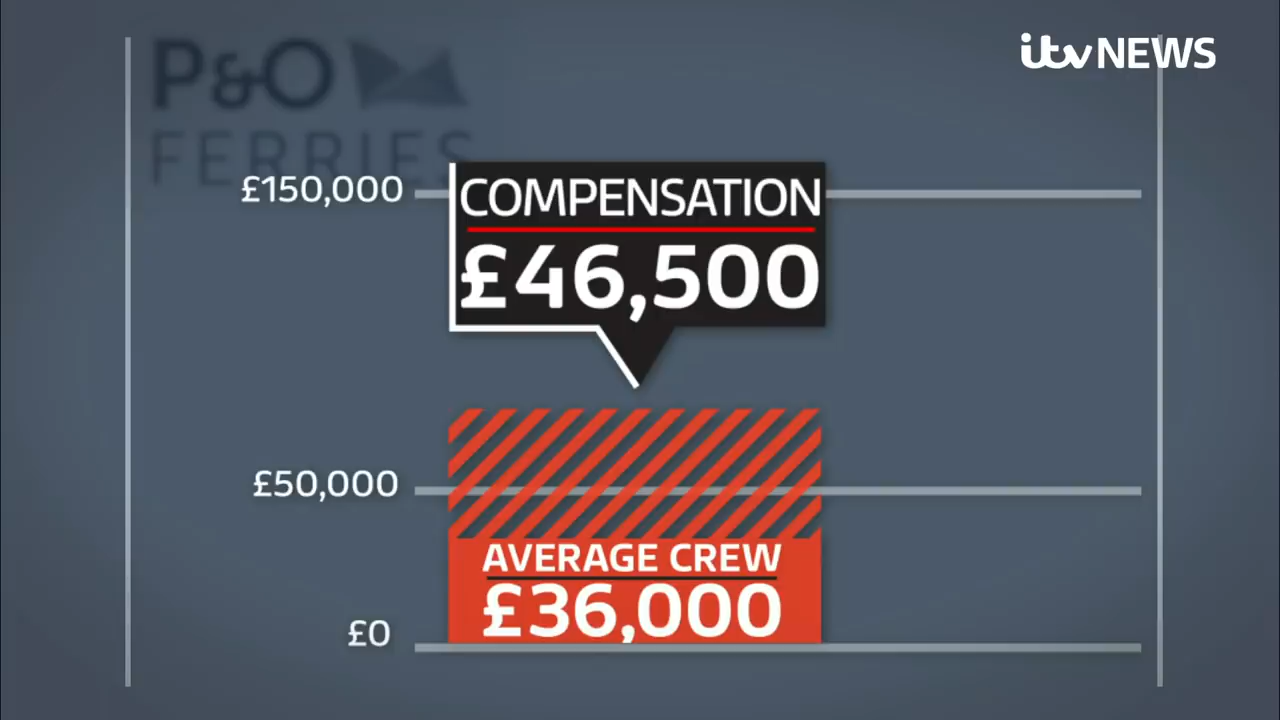 P&O
FERRIES
itv NEWS
£150,000
COMPENSATION
£46,500
£50,000
AVERAGE CREW
£36,000
£0